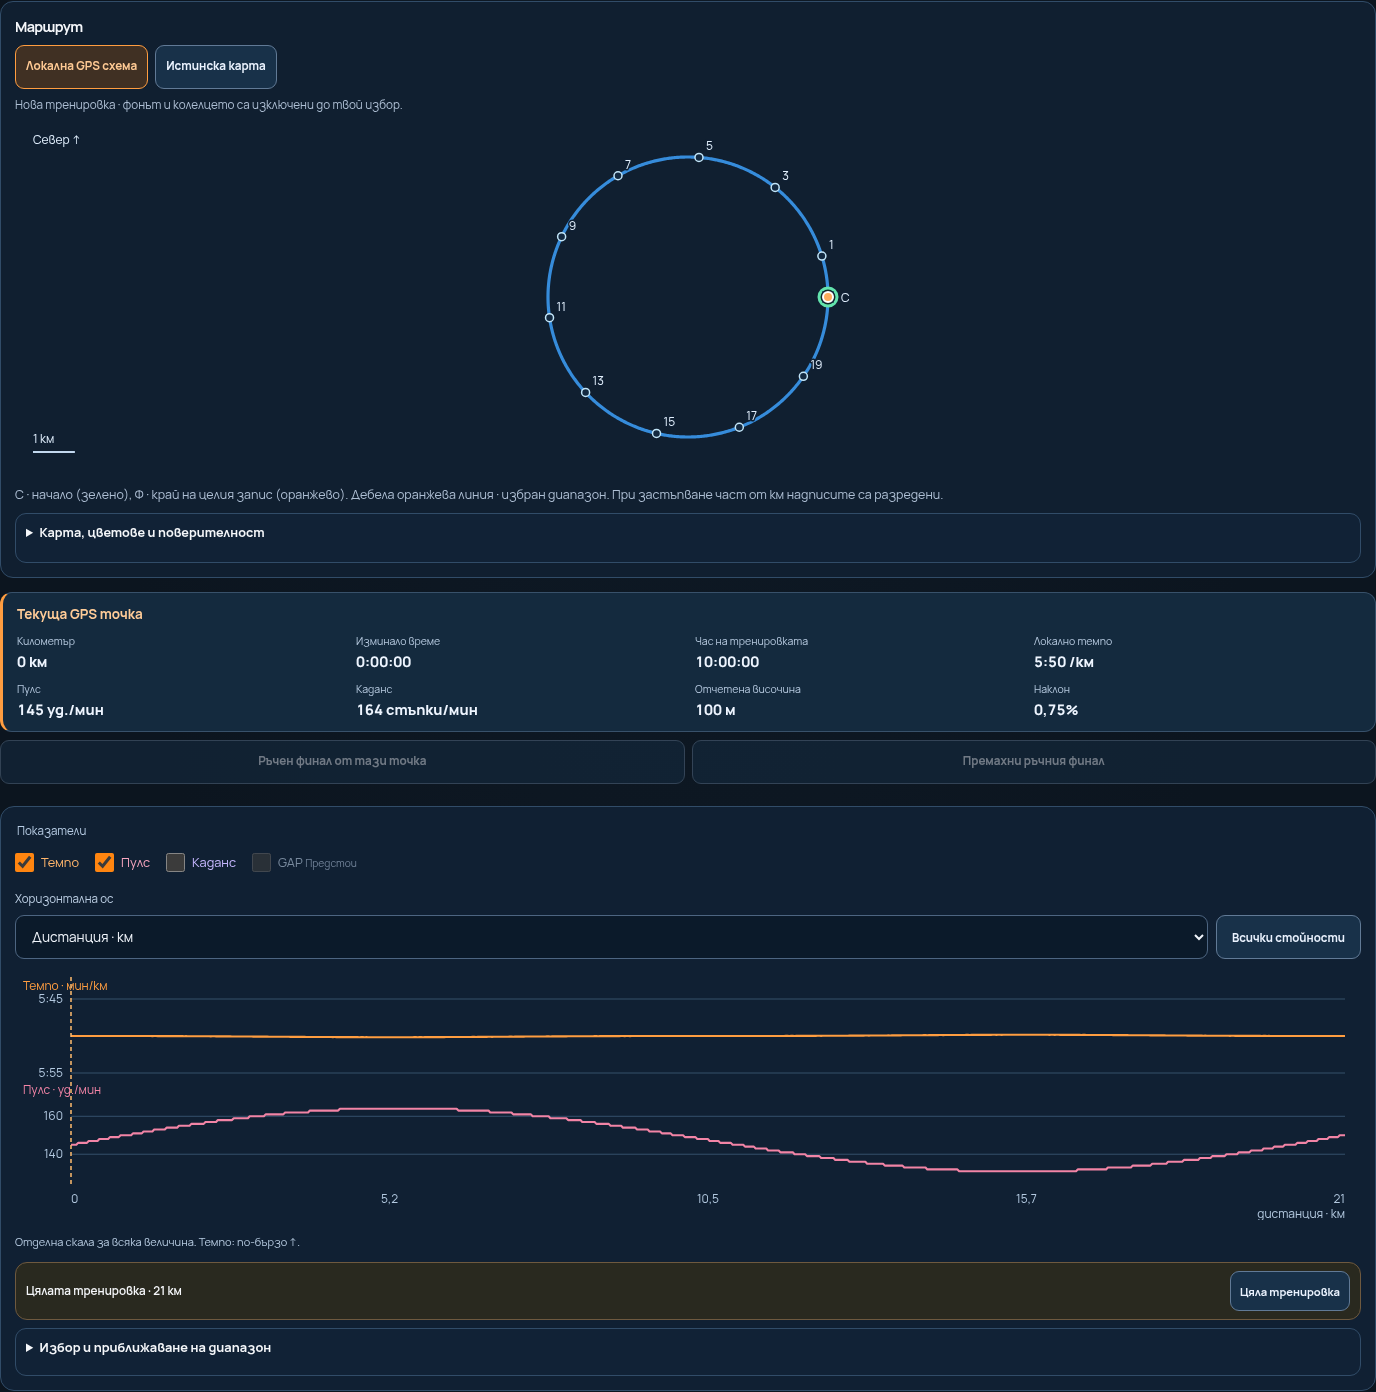 Маршрут
Локална GPS схема
Истинска карта
Нова тренировка · фонът и колелцето са изключени до твой избор.
Север ↑
5
7
3
9
1
С
11
19
13
17
15
1 км
С · начало (зелено), Ф · край на целия запис (оранжево). Дебела оранжева линия · избран диапазон. При застъпване част от км надписите са разредени.
Карта, цветове и поверителност
Текуща GPS точка
Километър Изминало време Час на тренировката Локално темпо
0 км 0:00:00 10:00:00 5:50 /км
Пулс Каданс Отчетена височина Наклон
145 уд./мин 164 стъпки/мин 100 м 0,75%
Ръчен финал от тази точка
Премахни ръчния финал
Показатели
Темпо Пулс Каданс GAP Предстои
Хоризонтална ос
Дистанция · км
Всички стойности
Темпо · мин/км
5:45
5:55
Пулс · уд./мин
160
140
0 5,2 10,5 15,7 21
дистанция · км
Отделна скала за всяка величина. Темпо: по-бързо ↑.
Цялата тренировка · 21 км
Цяла тренировка
Избор и приближаване на диапазон